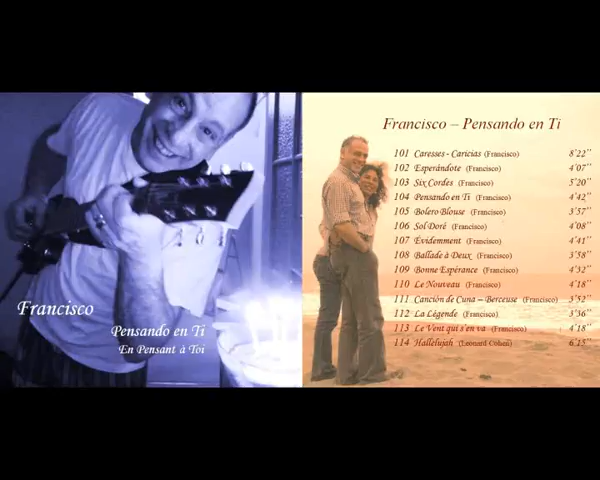 Francisco
Pensando en Ti
En Pensant à Toi
Francisco – Pensando en Ti
101 Caresses - Caricias (Francisco) 8'22''
102 Esperándote (Francisco) 4'07''
103 Six Cordes (Francisco) 5'20''
104 Pensando en Ti (Francisco) 4'42''
105 Bolero Blouse (Francisco) 3'57''
106 Sol Doré (Francisco) 4'08''
107 Évidemment (Francisco) 4'41''
108 Ballade à Deux (Francisco) 3'58''
109 Bonne Espérance (Francisco) 4'52''
110 Le Nouveau (Francisco) 4'18''
111 Canción de Cuna – Berceuse (Francisco) 3'52''
112 La Légende (Francisco) 3'36''
113 Le Vent qui s'en va (Francisco) 4'18''
114 Hallelujah (Leonard Cohen) 6'15''